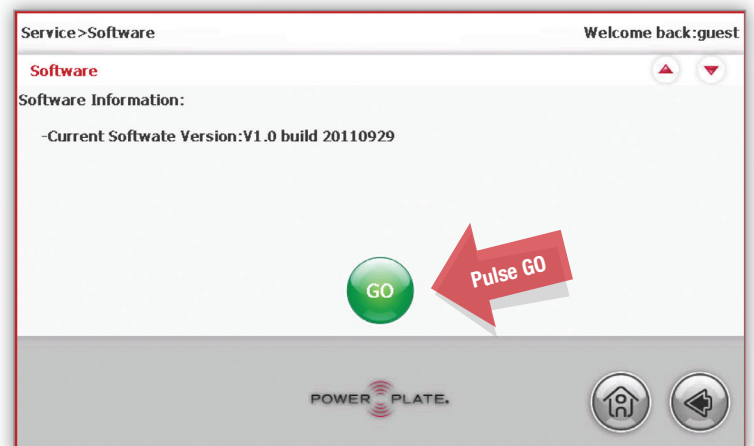 Service>Software
Welcome back:guest
Software
Software Information:
-Current Softwate Version:V1.0 build 20110929
GO
Pulse GO
POWER PLATE.